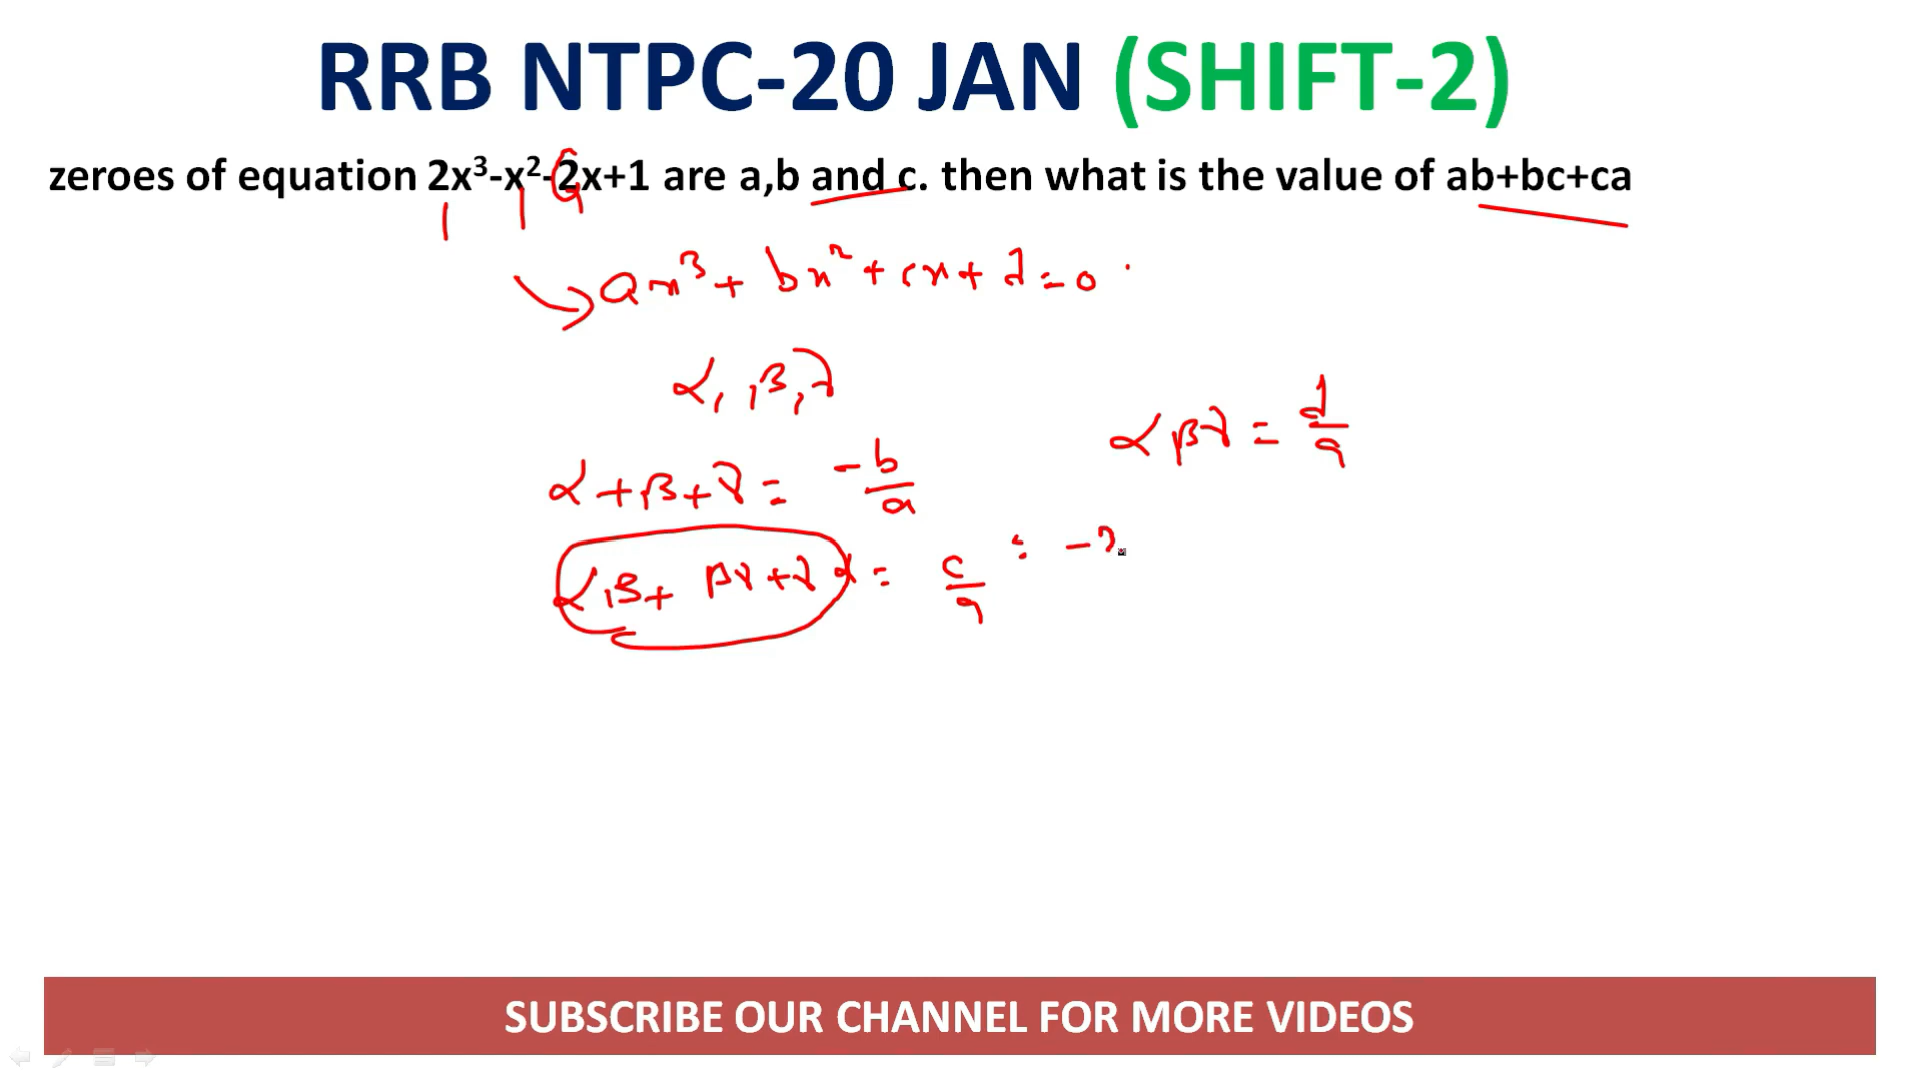 RRB NTPC-20 JAN (SHIFT-2)
zeroes of equation 2x³-x²-2x+1 are a,b and c. then what is the value of ab+bc+ca
ax³ + bx² + cx + d = 0
α, β, γ
αβγ = d/a
α + β + γ = -b/a
αβ + βγ + γα = c/a = -2
SUBSCRIBE OUR CHANNEL FOR MORE VIDEOS